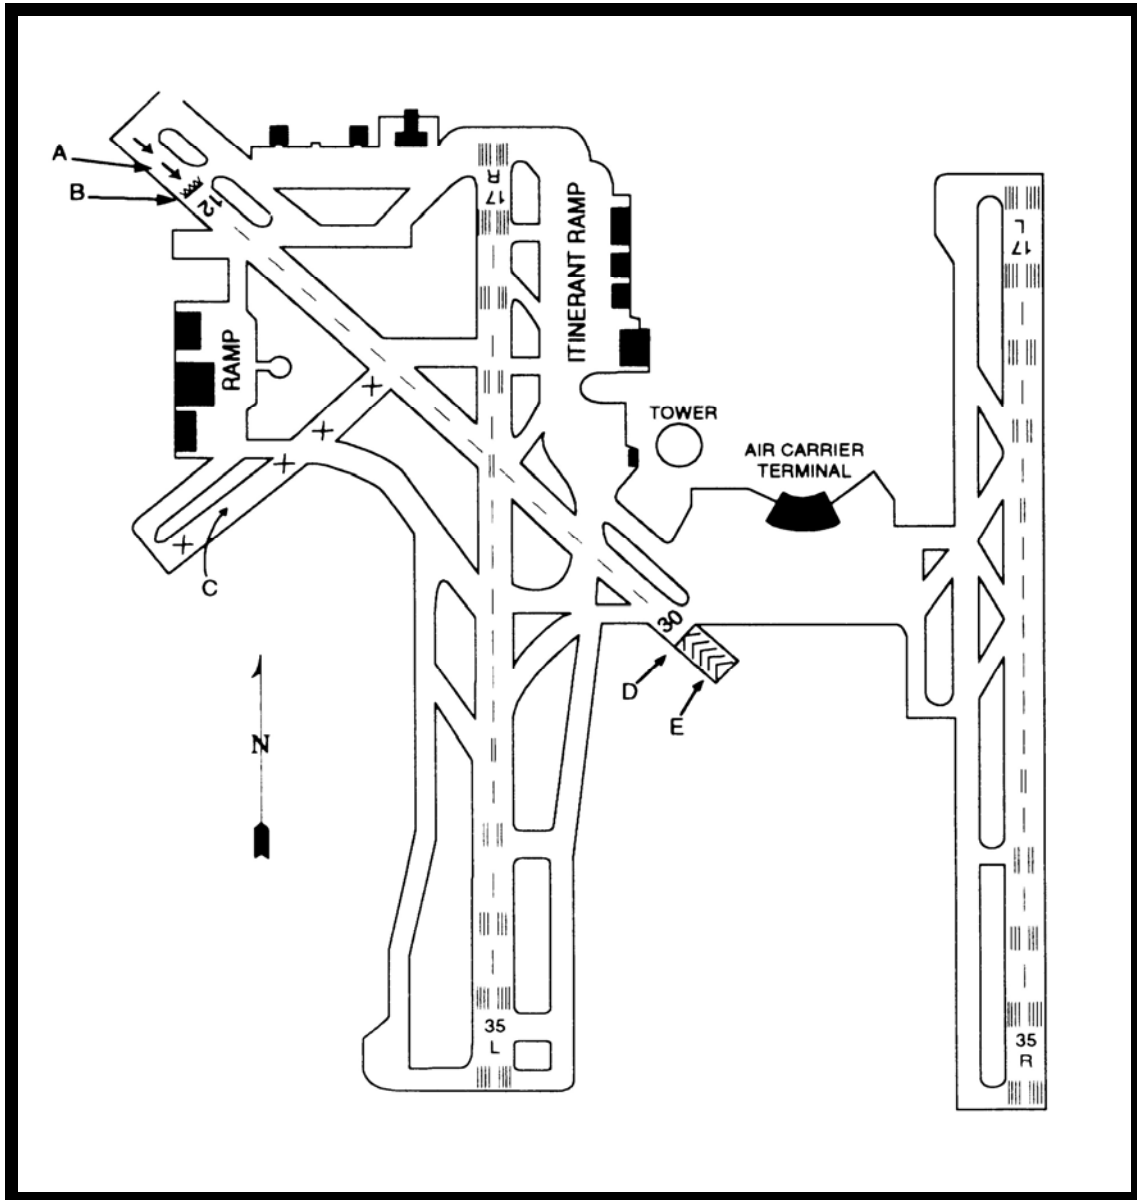 A
B
12
R
17
ITINERANT RAMP
L
17
RAMP
TOWER
AIR CARRIER
TERMINAL
C
30
D
E
N
35
L
35
R